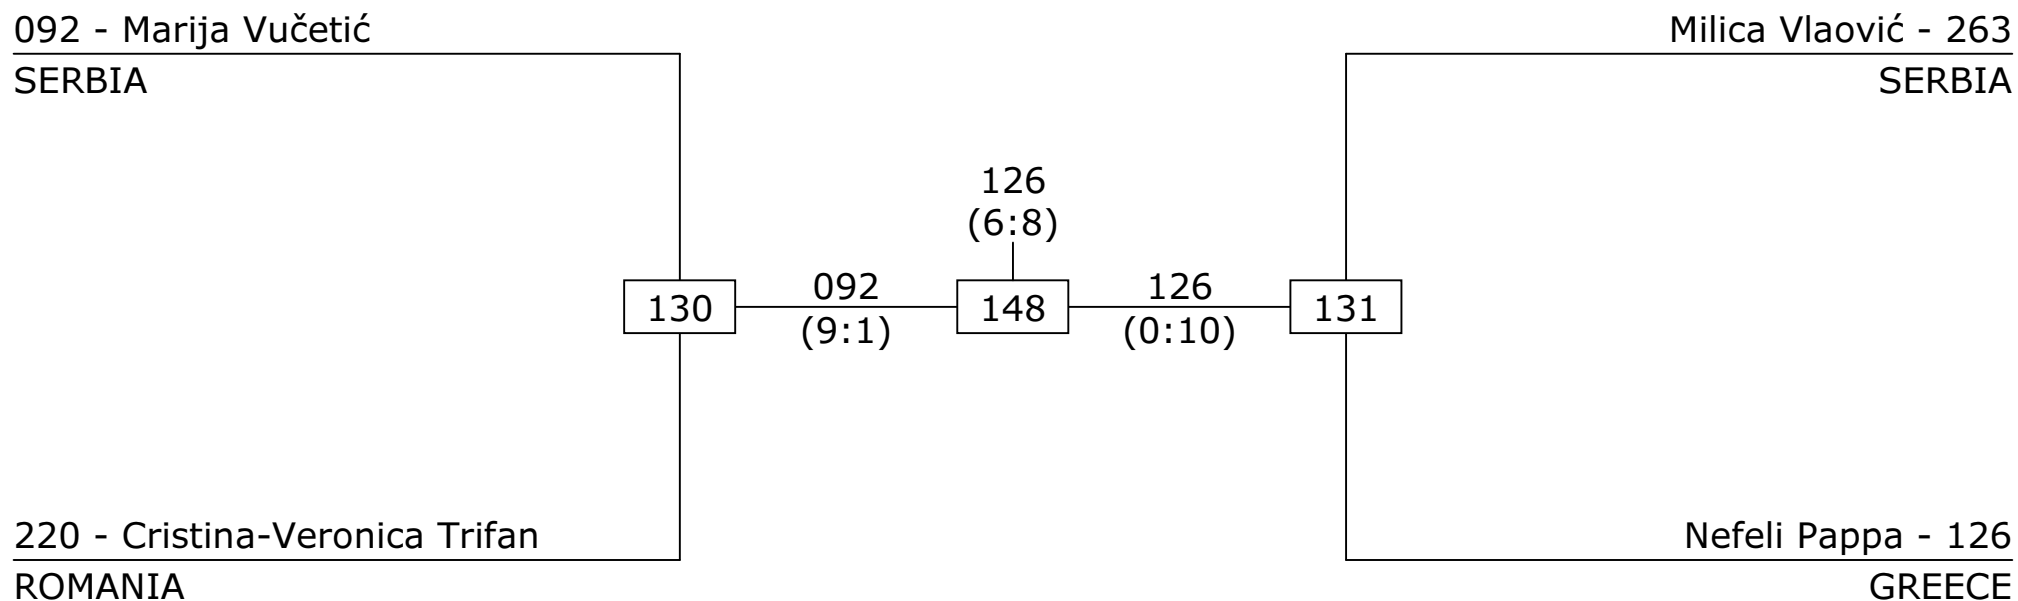 092 - Marija Vučetić
SERBIA
Milica Vlaović - 263
SERBIA
126
(6:8)
130
092
(9:1)
148
126
(0:10)
131
220 - Cristina-Veronica Trifan
ROMANIA
Nefeli Pappa - 126
GREECE